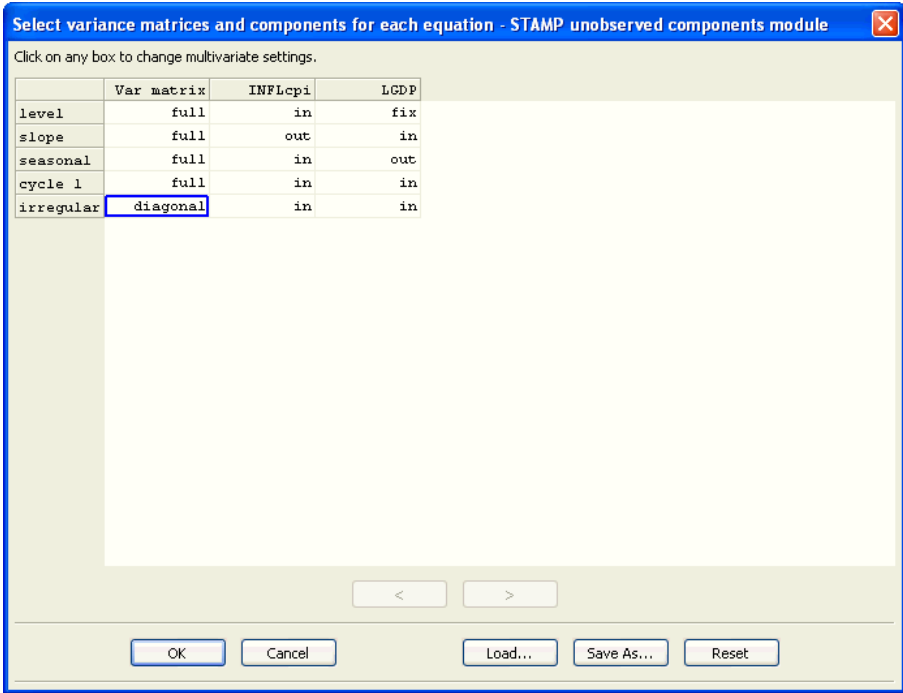 Select variance matrices and components for each equation - STAMP unobserved components module
Click on any box to change multivariate settings.
Var matrix INFLcpi LGDP
level full in fix
slope full out in
seasonal full in out
cycle 1 full in in
irregular diagonal in in
< >
OK Cancel Load... Save As... Reset